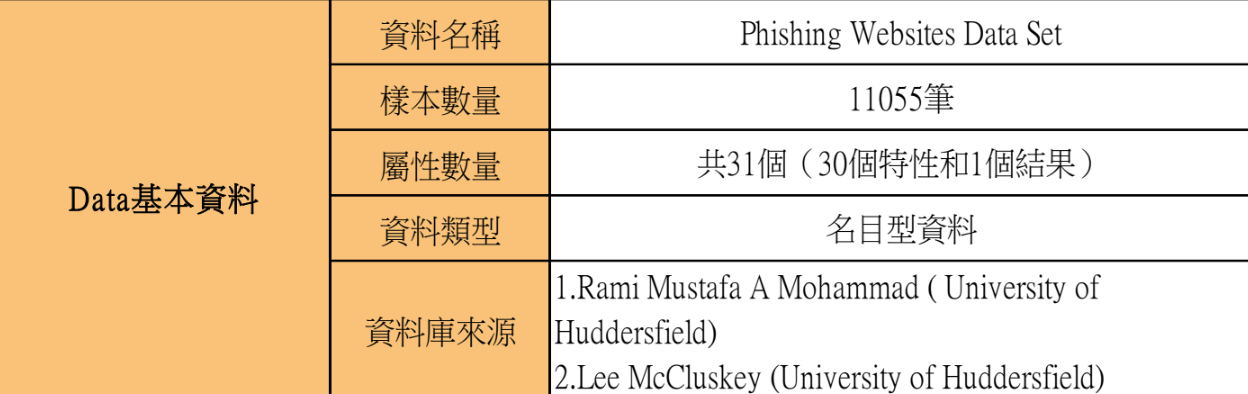 Data基本資料
資料名稱
Phishing Websites Data Set
樣本數量
11055筆
屬性數量
共31個（30個特性和1個結果）
資料類型
名目型資料
資料庫來源
1.Rami Mustafa A Mohammad ( University of
Huddersfield)
2.Lee McCluskey (University of Huddersfield)